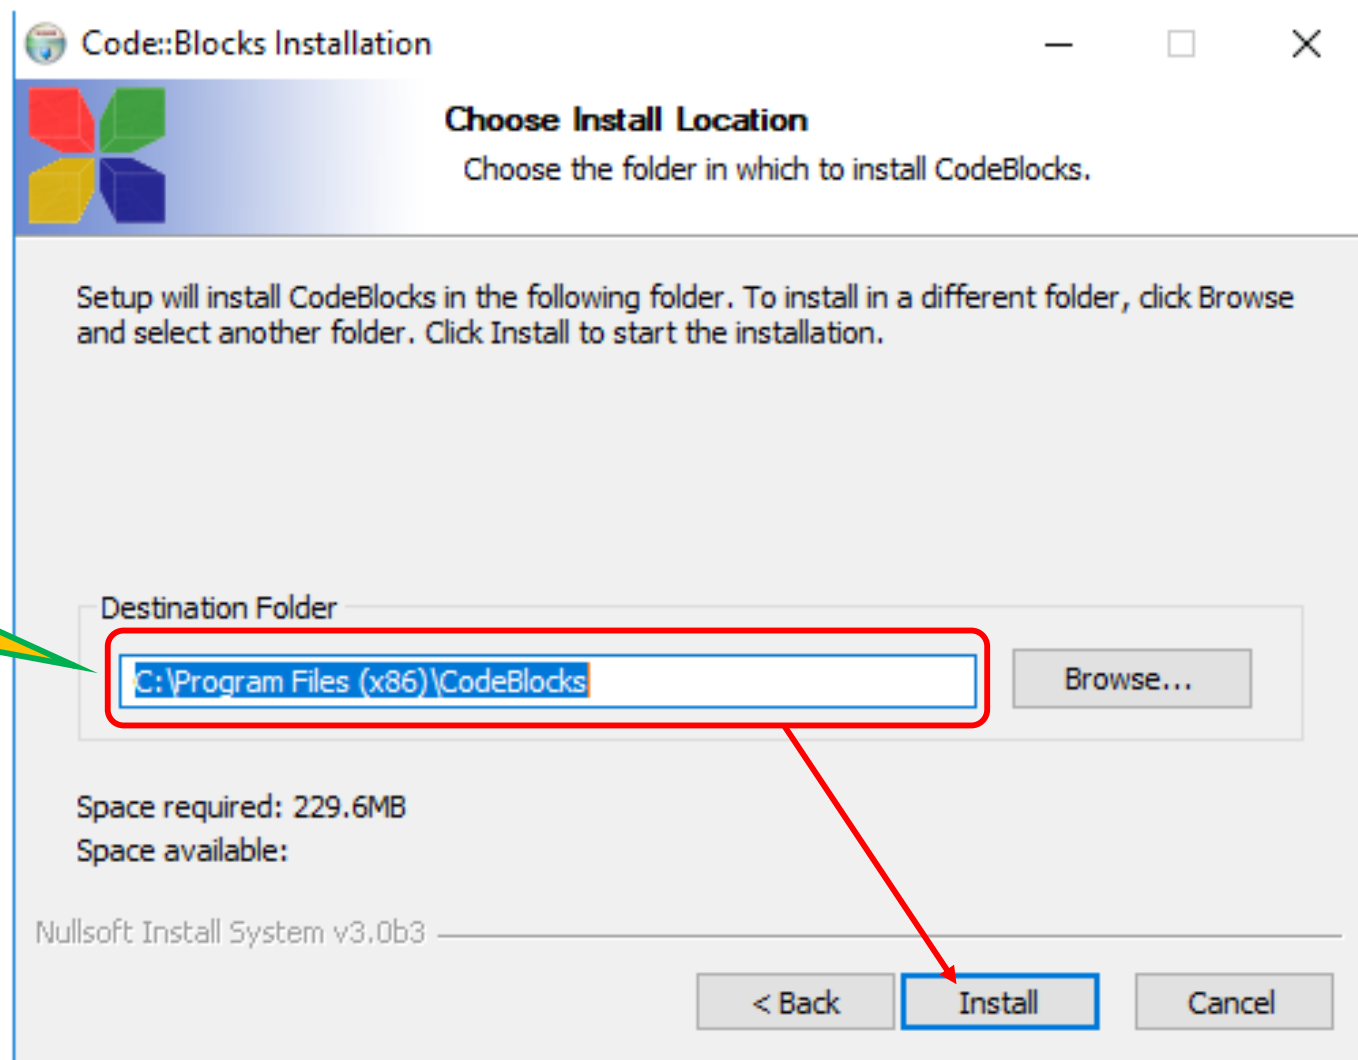 Code::Blocks Installation
Choose Install Location
Choose the folder in which to install CodeBlocks.
Setup will install CodeBlocks in the following folder. To install in a different folder, click Browse
and select another folder. Click Install to start the installation.
Destination Folder
C:\Program Files (x86)\CodeBlocks
Browse...
Space required: 229.6MB
Space available:
Nullsoft Install System v3.0b3
< Back
Install
Cancel